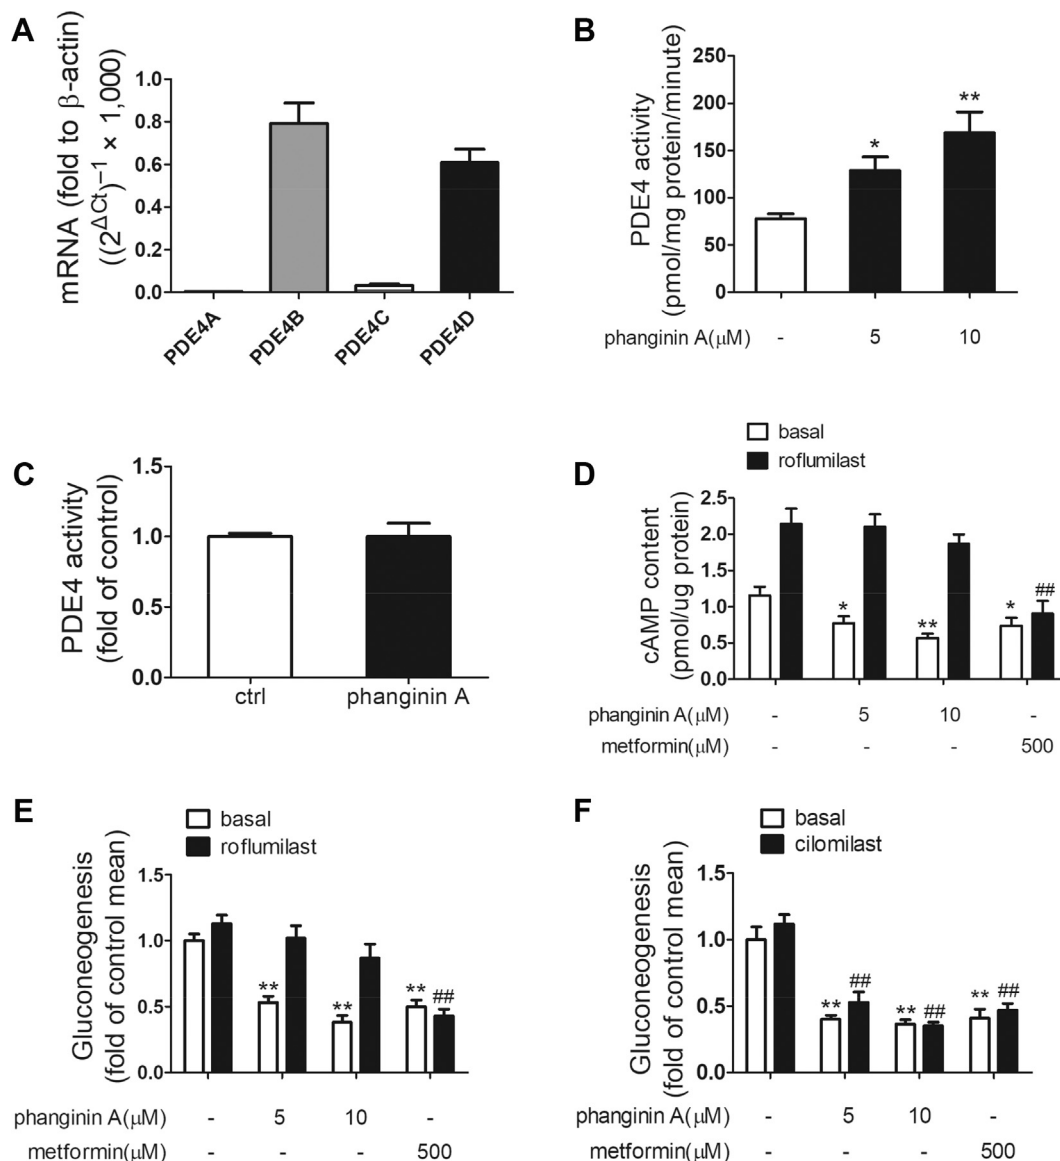 A
mRNA (fold to β-actin)
((2^ΔCt)^–1 × 1,000)
1.0
0.8
0.6
0.4
0.2
0.0
PDE4A
PDE4B
PDE4C
PDE4D
B
PDE4 activity
(pmol/mg protein/minute)
250
200
150
100
50
0
*
**
phanginin A(μM) - 5 10
C
PDE4 activity
(fold of control)
1.5
1.0
0.5
0.0
ctrl phanginin A
D
basal
roflumilast
cAMP content
(pmol/ug protein)
2.5
2.0
1.5
1.0
0.5
0.0
*
**
*
##
phanginin A(μM) - 5 10 -
metformin(μM) - - - 500
E
basal
roflumilast
Gluconeogenesis
(fold of control mean)
1.5
1.0
0.5
0.0
**
**
**
##
phanginin A(μM) - 5 10 -
metformin(μM) - - - 500
F
basal
cilomilast
Gluconeogenesis
(fold of control mean)
1.5
1.0
0.5
0.0
**
##
**
##
**
##
phanginin A(μM) - 5 10 -
metformin(μM) - - - 500